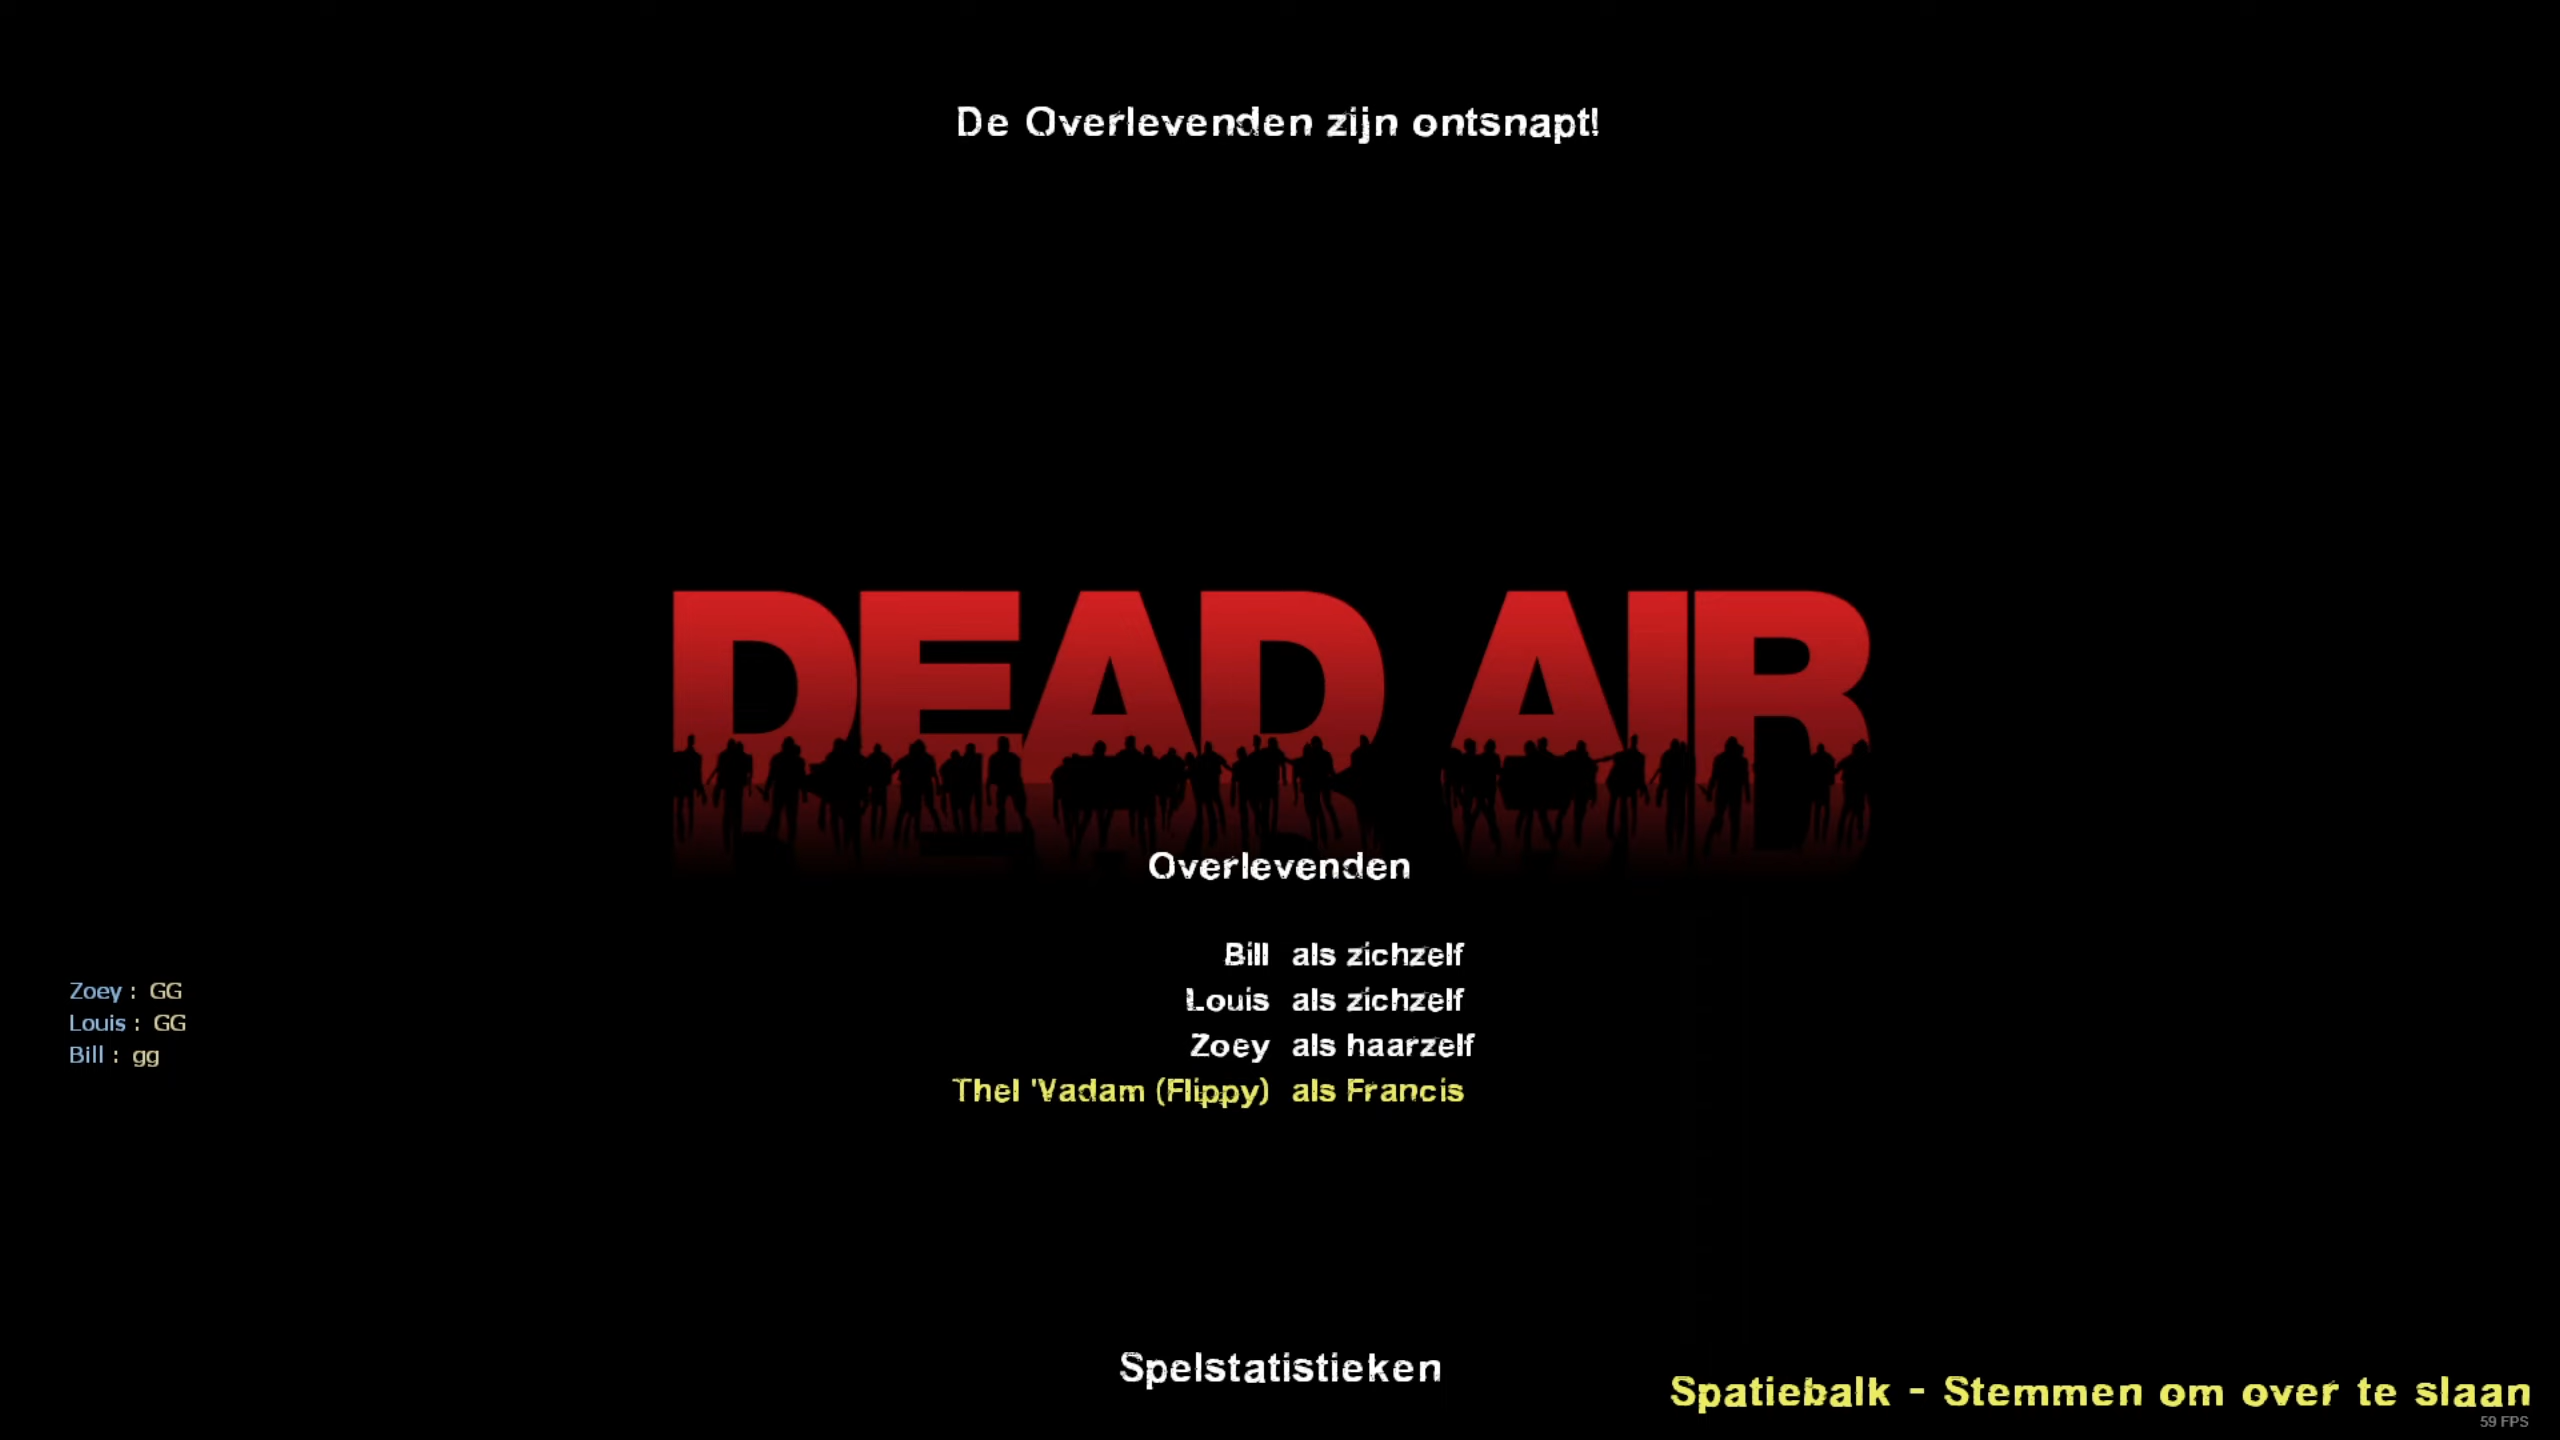 De Overlevenden zijn ontsnapt!
DEAD AIR
Overlevenden
Bill als zichzelf
Louis als zichzelf
Zoey als haarzelf
Thel 'Vadam (Flippy) als Francis
Zoey : GG
Louis : GG
Bill : gg
Spelstatistieken
Spatiebalk - Stemmen om over te slaan
59 FPS